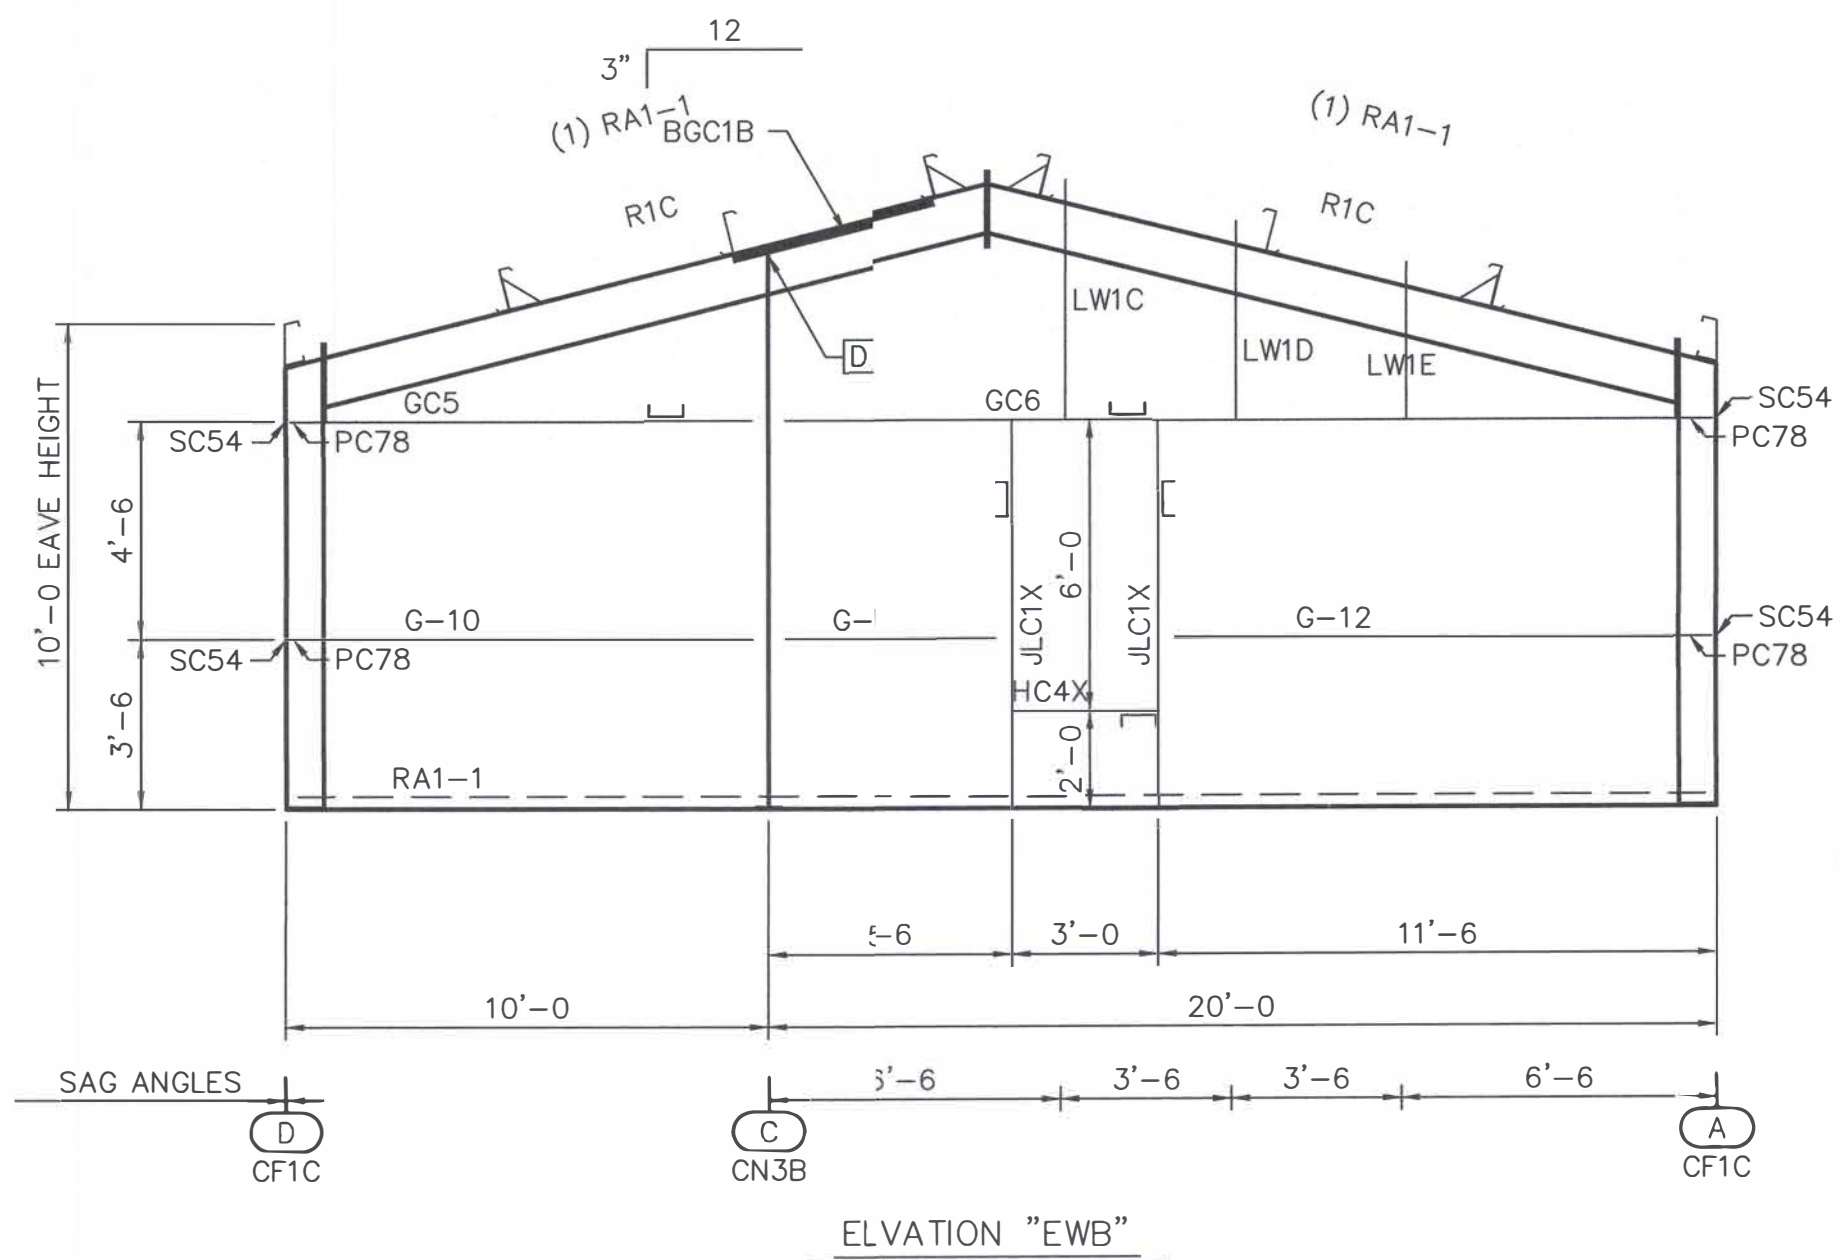 12
3"
(1) RA1-1
BGC1B
(1) RA1-1
R1C
R1C
LW1C
LW1D
LW1E
D
10'-0 EAVE HEIGHT
GC5
GC6
SC54
PC78
SC54
PC78
4'-6
6'-0
JLC1X
JLC1X
G-10
G-
G-12
SC54
PC78
SC54
PC78
HC4X
3'-6
2'-0
RA1-1
-6
3'-0
11'-6
10'-0
20'-0
SAG ANGLES
'-6
3'-6
3'-6
6'-6
D
C
A
CF1C
CN3B
CF1C
ELVATION "EWB"